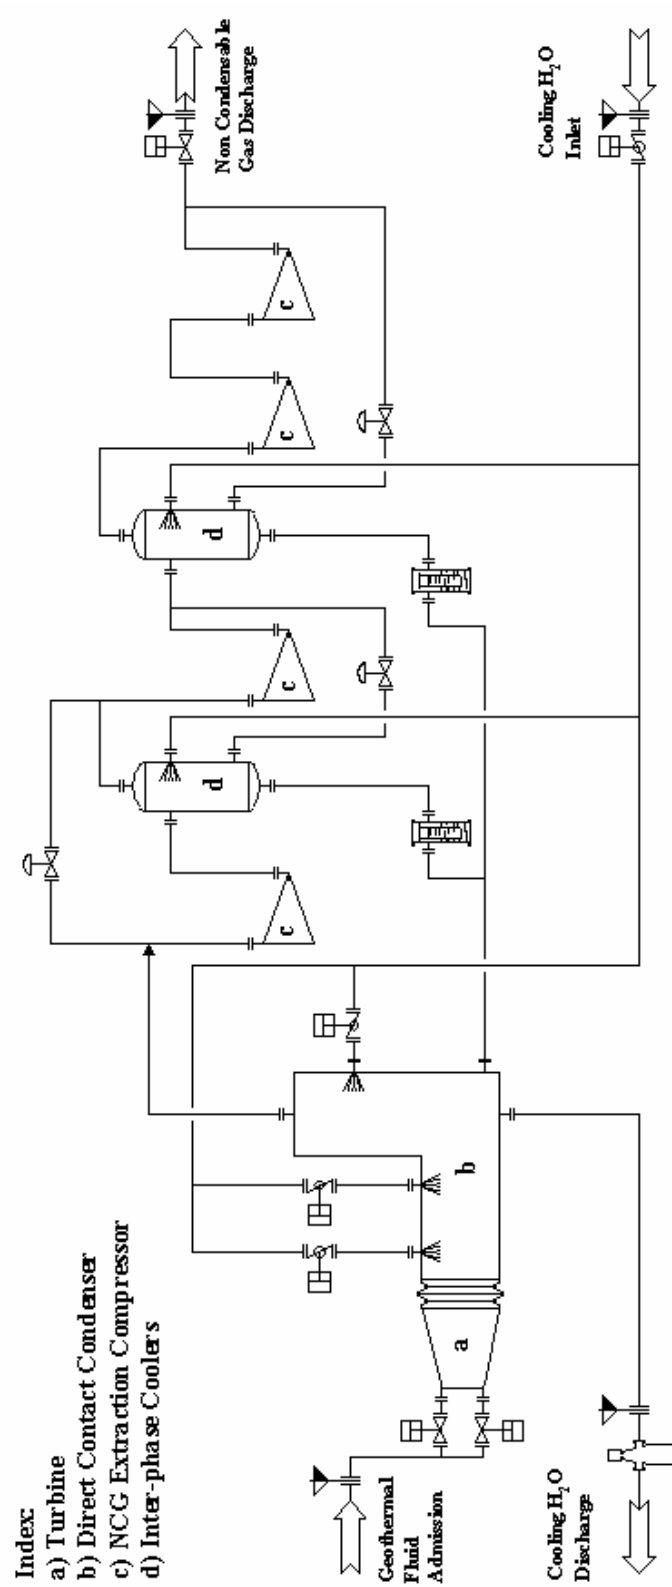 Index:
a) Turbine
b) Direct Contact Condenser
c) NCG Extraction Compressor
d) Inter-phase Coolers
Geothermal
Fluid
Admission
Cooling H2O
Discharge
a
b
c
d
c
d
c
c
Non Condensable
Gas Discharge
Cooling H2O
Inlet